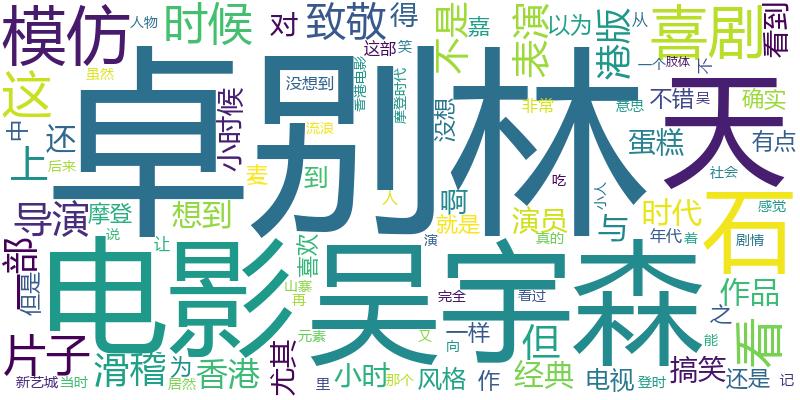 模仿
人物
时候
对
致敬
得
不是
嘉
表演
以为
港版
从
喜剧
看到
这部
笑
香港电影
摩登时代
一个
胶体
长
这
虽然
没想到
卓别林
天
中
还
小时候
没想
非常
意思
不错
吴
确实
上
后来
流浪
麦
到
蛋糕
有点
吃
社会
小人
啊
人
导演
摩登
想到
就是
演员
与
时代
石
感觉
部
说
让
喜欢
演
真的
年代
着
剧情
但是
电影
吴宇森
山寨
再
完全
看过
作品
之
片子
尤其
元素
又
向
一样
但
能
看
滑稽
为
香港
里
小时
那个
风格
作
经典
电视
登时
搞笑
还是
记
新艺城
当时
居然